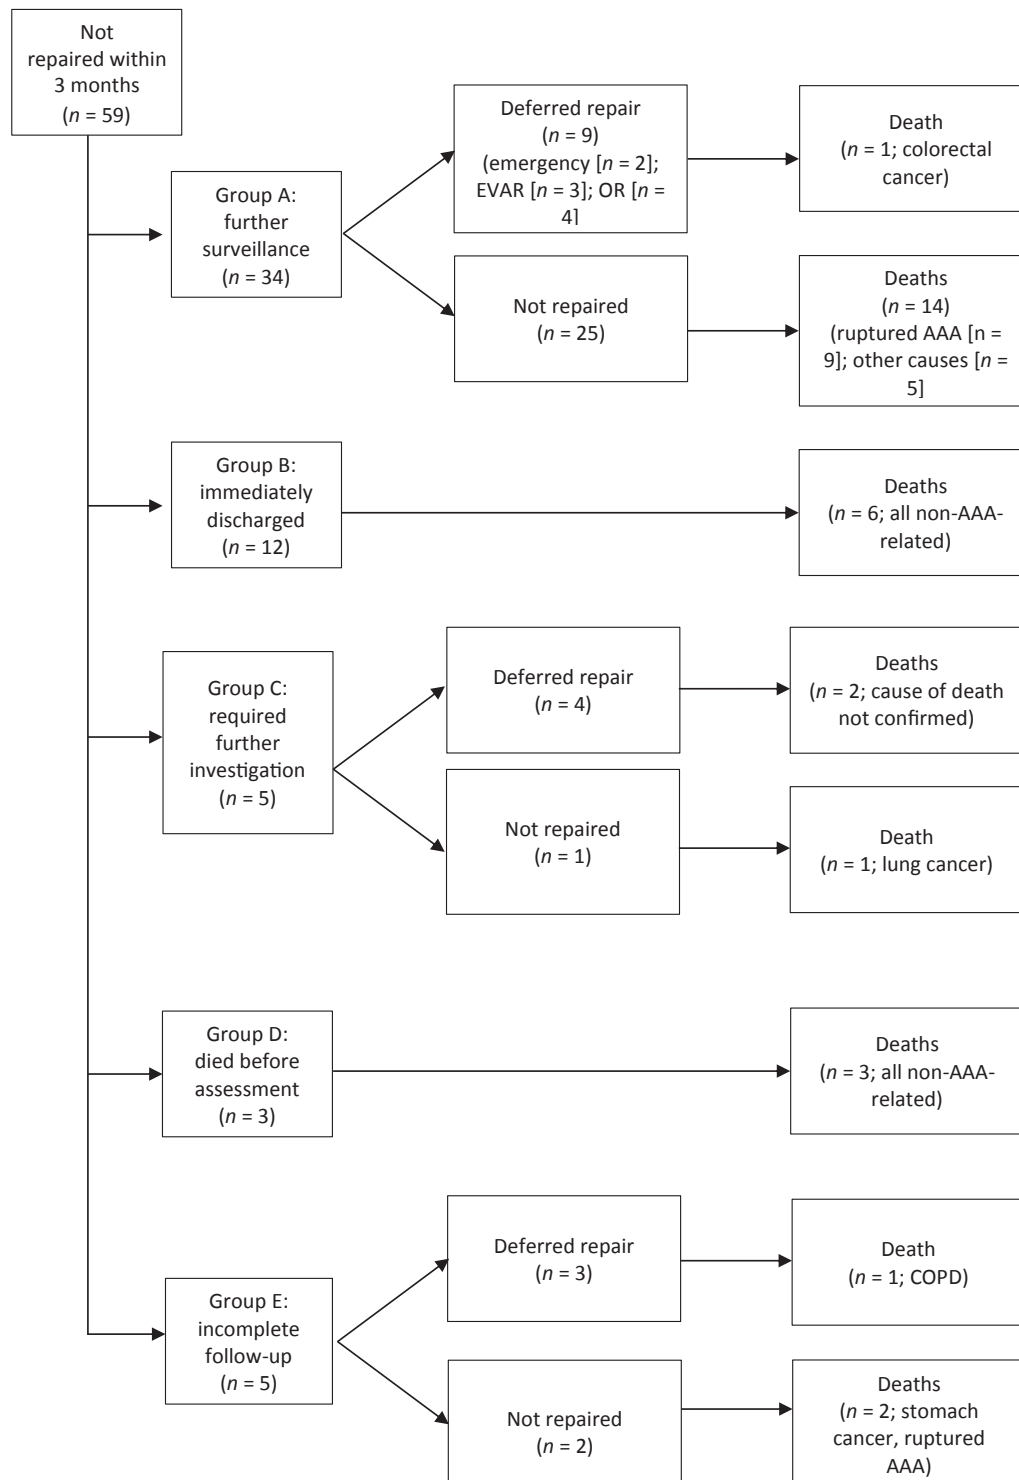 Not
repaired within
3 months
(n = 59)
Group A:
further
surveillance
(n = 34)
Deferred repair
(n = 9)
(emergency [n = 2];
EVAR [n = 3]; OR [n =
4]
Death
(n = 1; colorectal
cancer)
Not repaired
(n = 25)
Deaths
(n = 14)
(ruptured AAA [n =
9]; other causes [n =
5]
Group B:
immediately
discharged
(n = 12)
Deaths
(n = 6; all non-AAA-
related)
Group C:
required
further
investigation
(n = 5)
Deferred repair
(n = 4)
Deaths
(n = 2; cause of death
not confirmed)
Not repaired
(n = 1)
Death
(n = 1; lung cancer)
Group D:
died before
assessment
(n = 3)
Deaths
(n = 3; all non-AAA-
related)
Group E:
incomplete
follow-up
(n = 5)
Deferred repair
(n = 3)
Death
(n = 1; COPD)
Not repaired
(n = 2)
Deaths
(n = 2; stomach
cancer, ruptured
AAA)